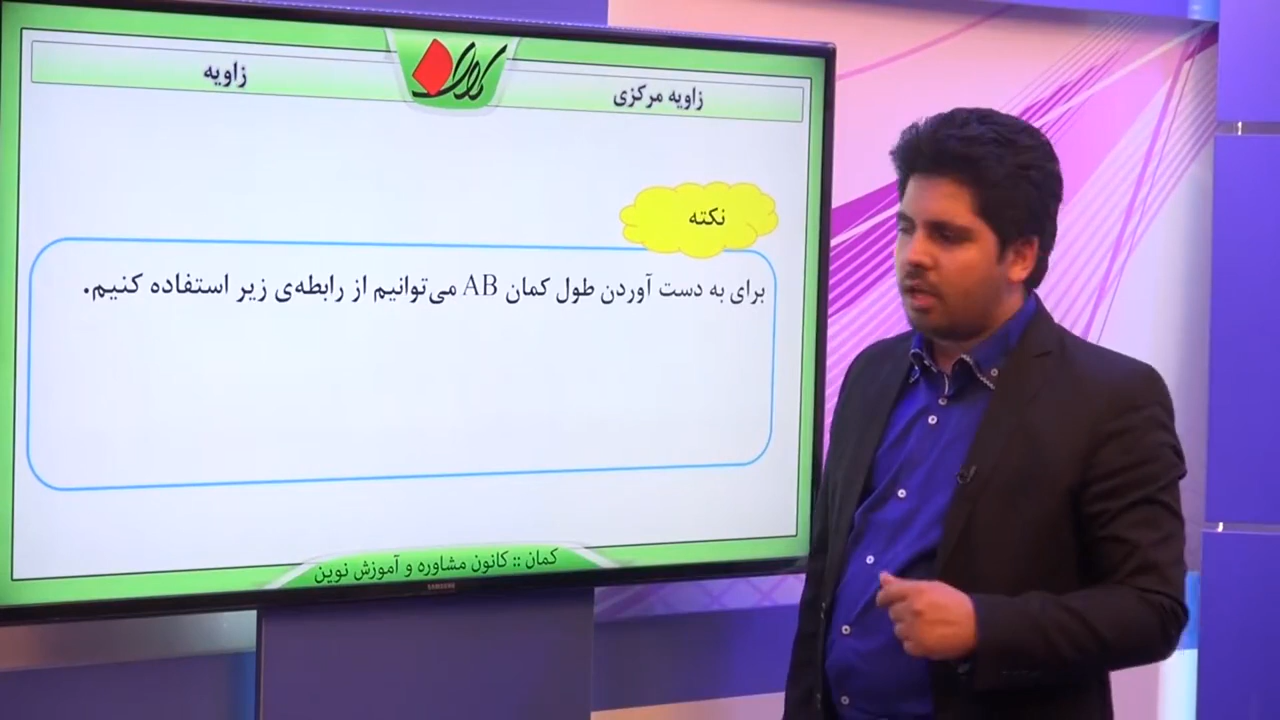 زاویه مرکزی
زاویه
نکته
برای به دست آوردن طول کمان AB می‌توانیم از رابطه‌ی زیر استفاده کنیم.
کمان :: کانون مشاوره و آموزش نوین
SAMSUNG